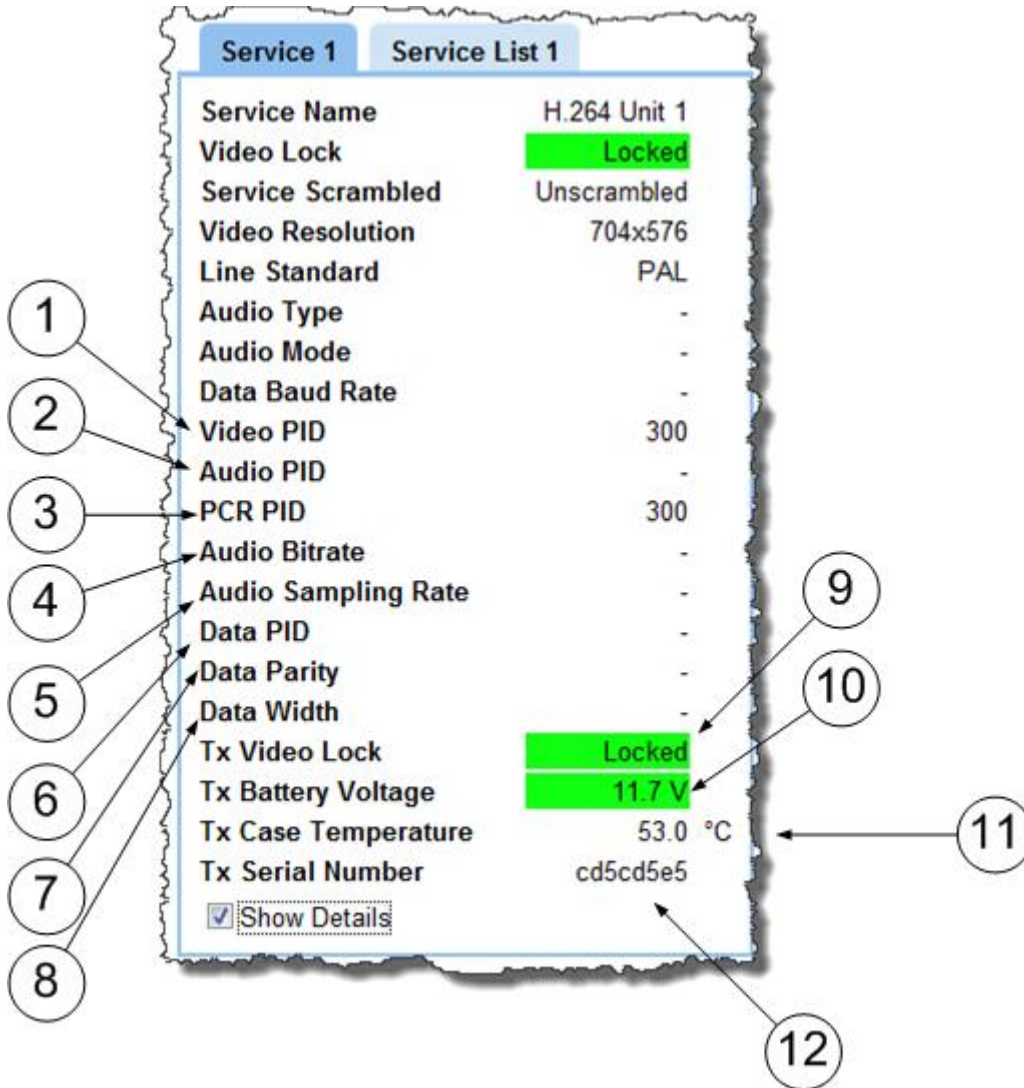 Service 1 Service List 1
Service Name H.264 Unit 1
Video Lock Locked
Service Scrambled Unscrambled
Video Resolution 704x576
Line Standard PAL
1 Audio Type -
Audio Mode -
Data Baud Rate -
2 Video PID 300
Audio PID -
3 PCR PID 300
Audio Bitrate -
4 Audio Sampling Rate - 9
Data PID -
5 Data Parity - 10
Data Width -
Tx Video Lock Locked
6 Tx Battery Voltage 11.7 V
Tx Case Temperature 53.0 °C 11
7 Tx Serial Number cd5cd5e5
Show Details
8
12